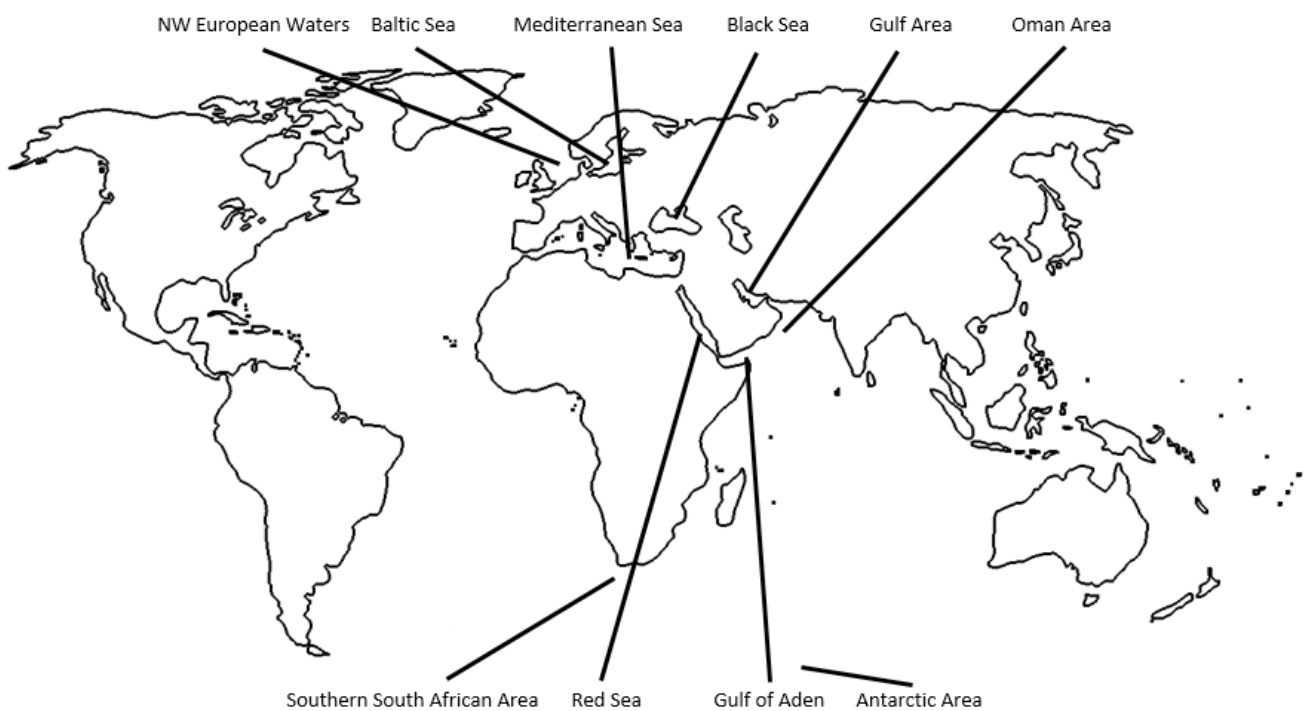 NW European Waters
Baltic Sea
Mediterranean Sea
Black Sea
Gulf Area
Oman Area
Southern South African Area
Red Sea
Gulf of Aden
Antarctic Area